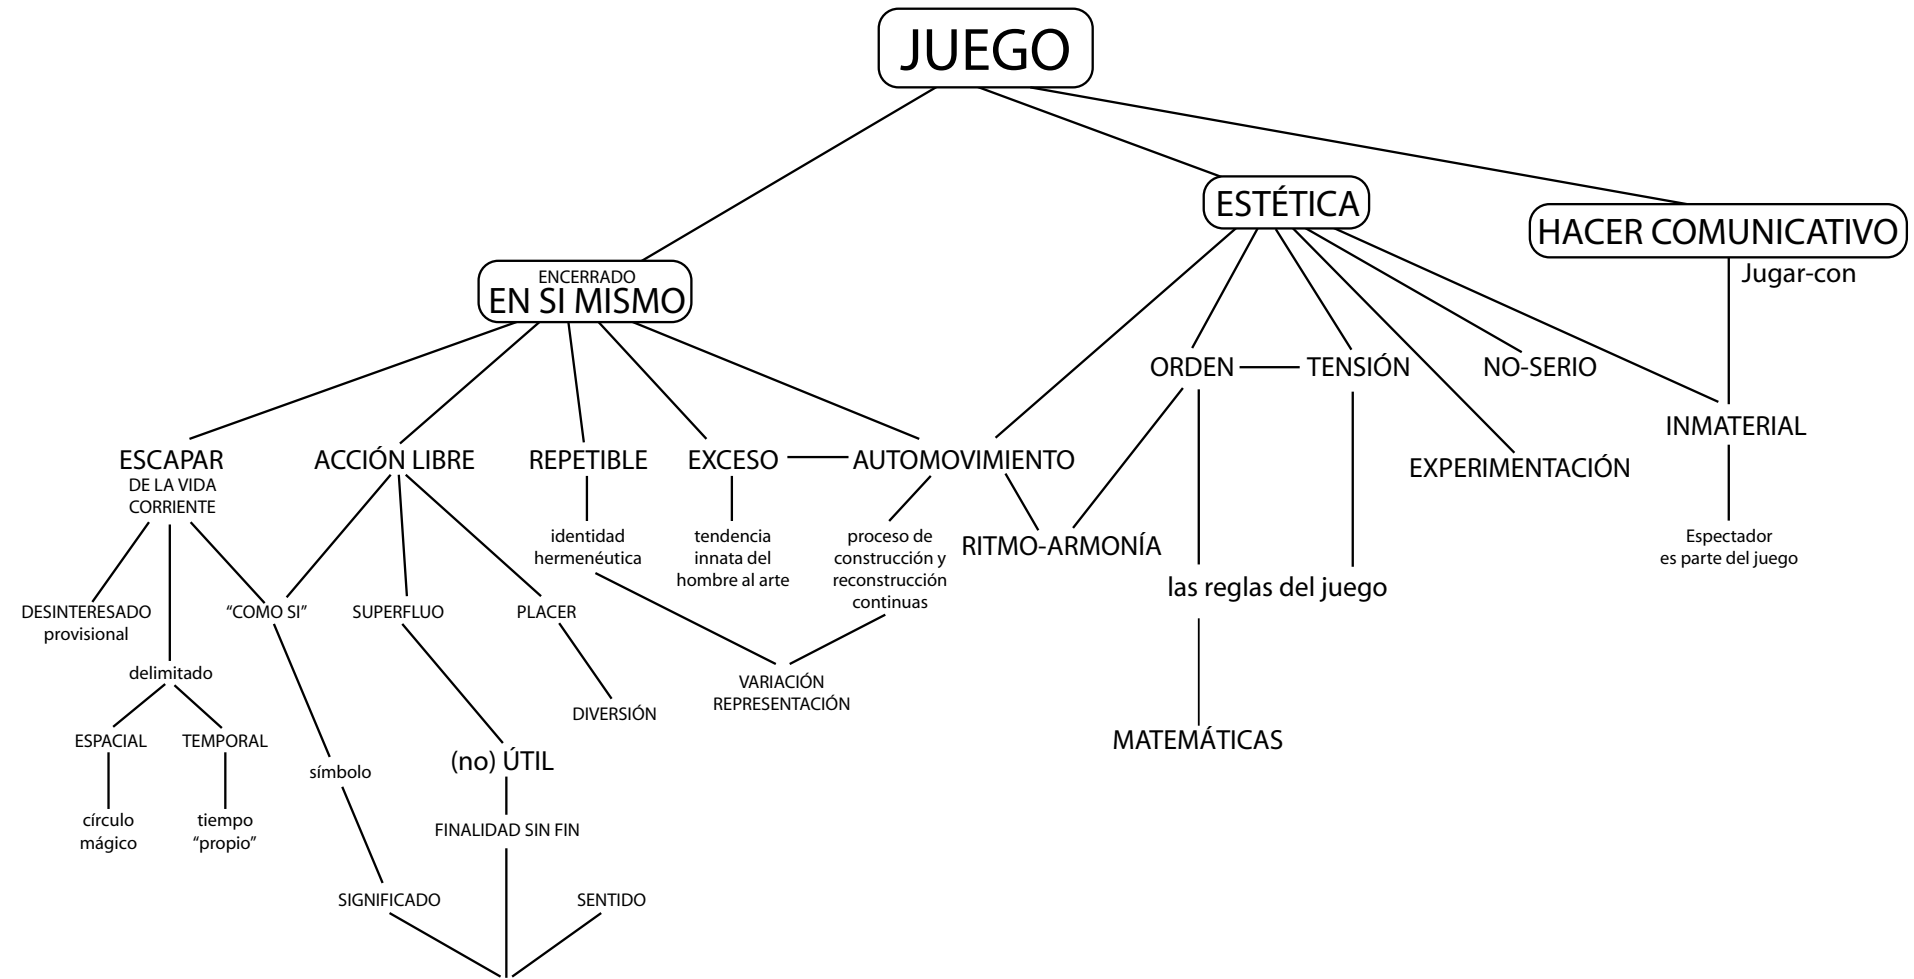 JUEGO
ESTÉTICA
HACER COMUNICATIVO
Jugar-con
ENCERRADO
EN SI MISMO
ORDEN
TENSIÓN
NO-SERIO
INMATERIAL
ESCAPAR
DE LA VIDA
CORRIENTE
ACCIÓN LIBRE
REPETIBLE
EXCESO
AUTOMOVIMIENTO
EXPERIMENTACIÓN
identidad
hermenéutica
tendencia
innata del
hombre al arte
proceso de
construcción y
reconstrucción
continuas
RITMO-ARMONÍA
Espectador
es parte del juego
las reglas del juego
DESINTERESADO
provisional
“COMO SI”
SUPERFLUO
PLACER
delimitado
VARIACIÓN
REPRESENTACIÓN
DIVERSIÓN
ESPACIAL
TEMPORAL
MATEMÁTICAS
símbolo
(no) ÚTIL
círculo
mágico
tiempo
“propio”
FINALIDAD SIN FIN
SIGNIFICADO
SENTIDO